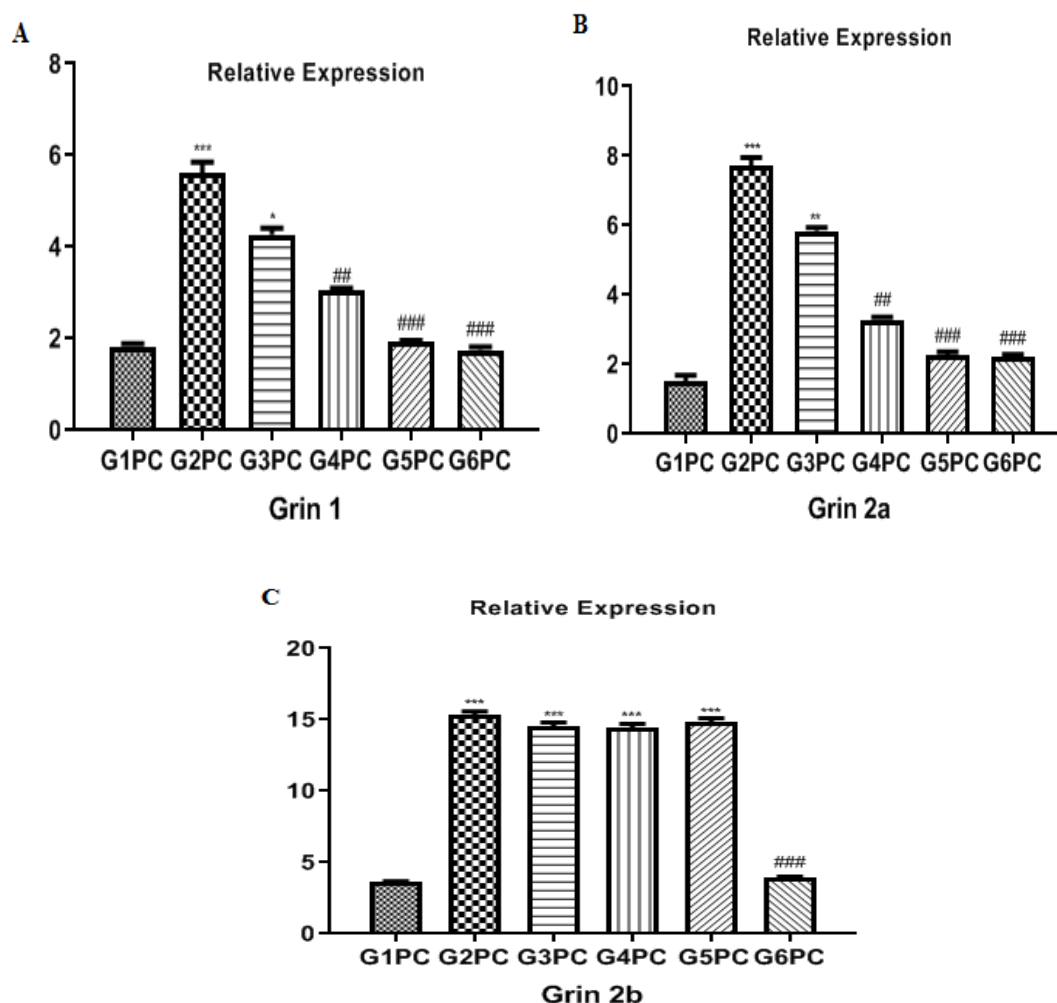 A
Relative Expression
8
6
4
2
0
***
*
##
###
###
G1PC G2PC G3PC G4PC G5PC G6PC
Grin 1
B
Relative Expression
10
8
6
4
2
0
***
**
##
###
###
G1PC G2PC G3PC G4PC G5PC G6PC
Grin 2a
C
Relative Expression
20
15
10
5
0
***
***
***
***
###
G1PC G2PC G3PC G4PC G5PC G6PC
Grin 2b